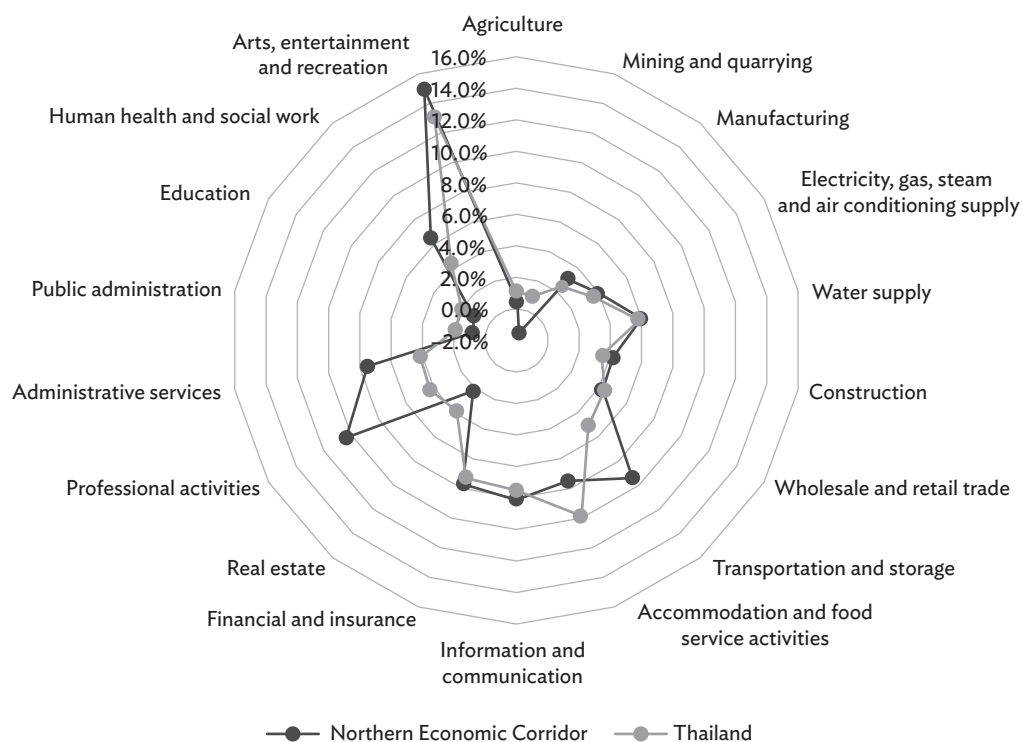 Agriculture
Arts, entertainment
and recreation
16.0%
Mining and quarrying
14.0%
Human health and social work
12.0%
Manufacturing
10.0%
Education
8.0%
Electricity, gas, steam
and air conditioning supply
6.0%
4.0%
2.0%
Public administration
Water supply
0.0%
-2.0%
Administrative services
Construction
Professional activities
Wholesale and retail trade
Real estate
Transportation and storage
Financial and insurance
Accommodation and food
service activities
Information and
communication
Northern Economic Corridor
Thailand